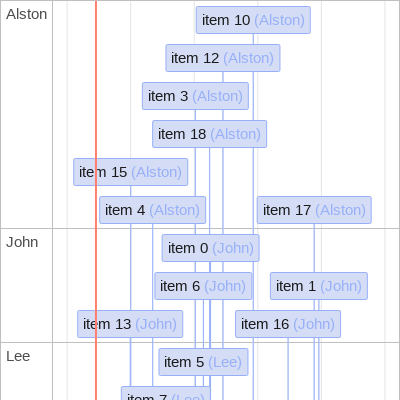 Alston
item 10 (Alston)
item 12 (Alston)
item 3 (Alston)
item 18 (Alston)
item 15 (Alston)
item 4 (Alston)
item 17 (Alston)
John
item 0 (John)
item 6 (John)
item 1 (John)
item 13 (John)
item 16 (John)
Lee
item 5 (Lee)
item 7 (Lee)